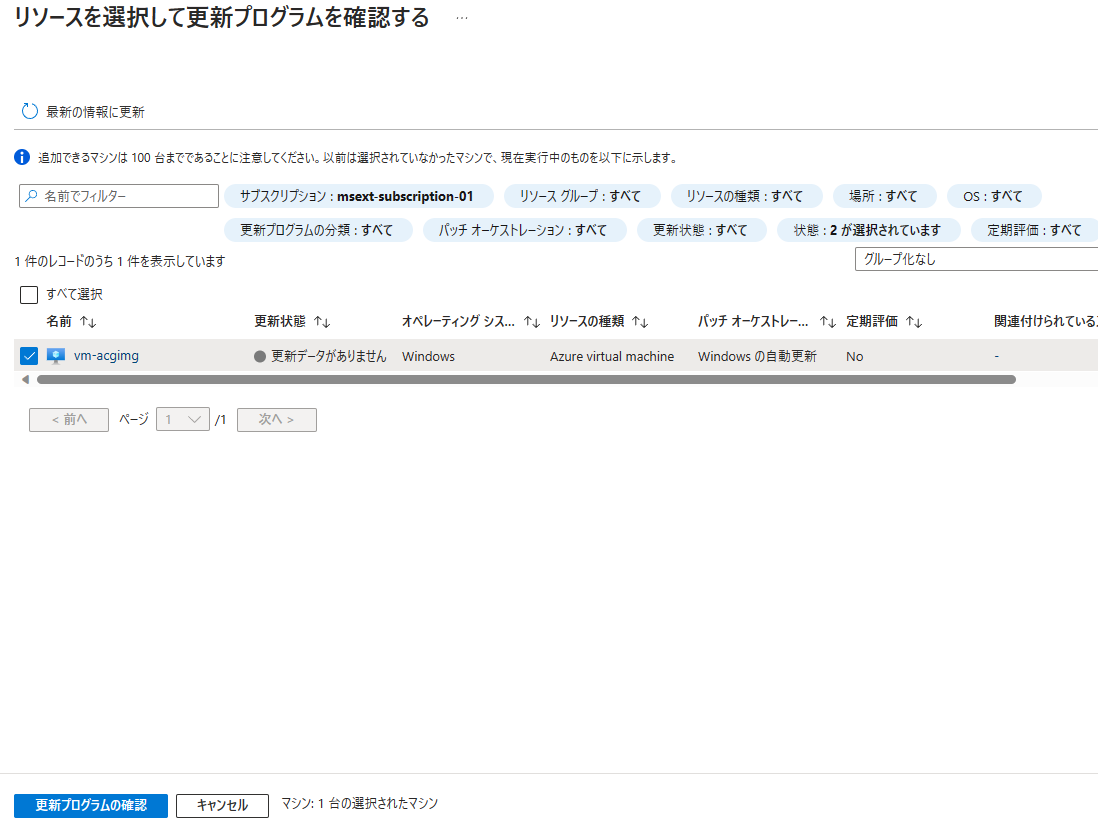 リソースを選択して更新プログラムを確認する …
最新の情報に更新
追加できるマシンは 100 台までであることに注意してください。以前は選択されていなかったマシンで、現在実行中のものを以下に示します。
名前でフィルター サブスクリプション : msext-subscription-01 リソース グループ : すべて リソースの種類 : すべて 場所 : すべて OS : すべて
更新プログラムの分類 : すべて パッチ オーケストレーション : すべて 更新状態 : すべて 状態 : 2 が選択されています 定期評価 : すべて
1 件のレコードのうち 1 件を表示しています
グループ化なし
すべて選択
名前 ↑↓ 更新状態 ↑↓ オペレーティング シス... ↑↓ リソースの種類 ↑↓ パッチ オーケストレー... ↑↓ 定期評価 ↑↓ 関連付けられている
vm-acgimg 更新データがありません Windows Azure virtual machine Windows の自動更新 No -
< 前へ ページ 1 /1 次へ >
更新プログラムの確認 キャンセル マシン: 1 台の選択されたマシン